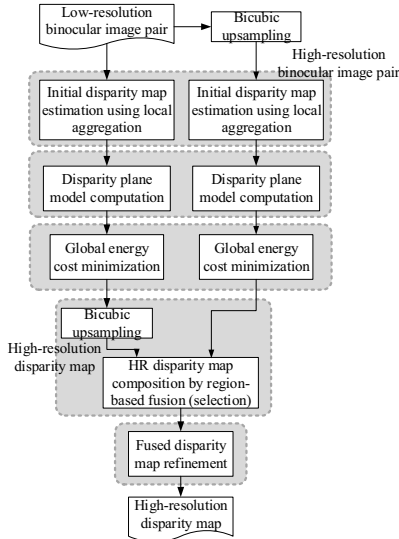 Low-resolution
binocular image pair
Bicubic
upsampling
High-resolution
binocular image pair
Initial disparity map
estimation using local
aggregation
Initial disparity map
estimation using local
aggregation
Disparity plane
model computation
Disparity plane
model computation
Global energy
cost minimization
Global energy
cost minimization
Bicubic
upsampling
High-resolution
disparity map
HR disparity map
composition by region-
based fusion (selection)
Fused disparity
map refinement
High-resolution
disparity map